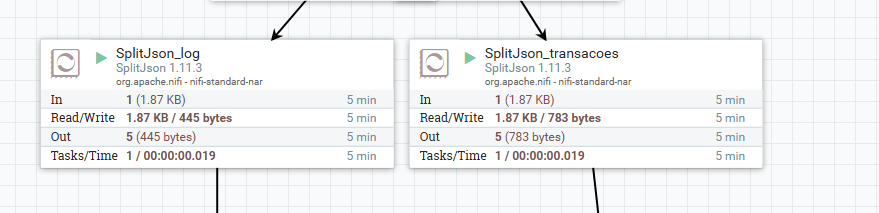 SplitJson_log
SplitJson 1.11.3
org.apache.nifi - nifi-standard-nar
In 1 (1.87 KB) 5 min
Read/Write 1.87 KB / 445 bytes 5 min
Out 5 (445 bytes) 5 min
Tasks/Time 1 / 00:00:00.019 5 min
SplitJson_transacoes
SplitJson 1.11.3
org.apache.nifi - nifi-standard-nar
In 1 (1.87 KB) 5 min
Read/Write 1.87 KB / 783 bytes 5 min
Out 5 (783 bytes) 5 min
Tasks/Time 1 / 00:00:00.019 5 min